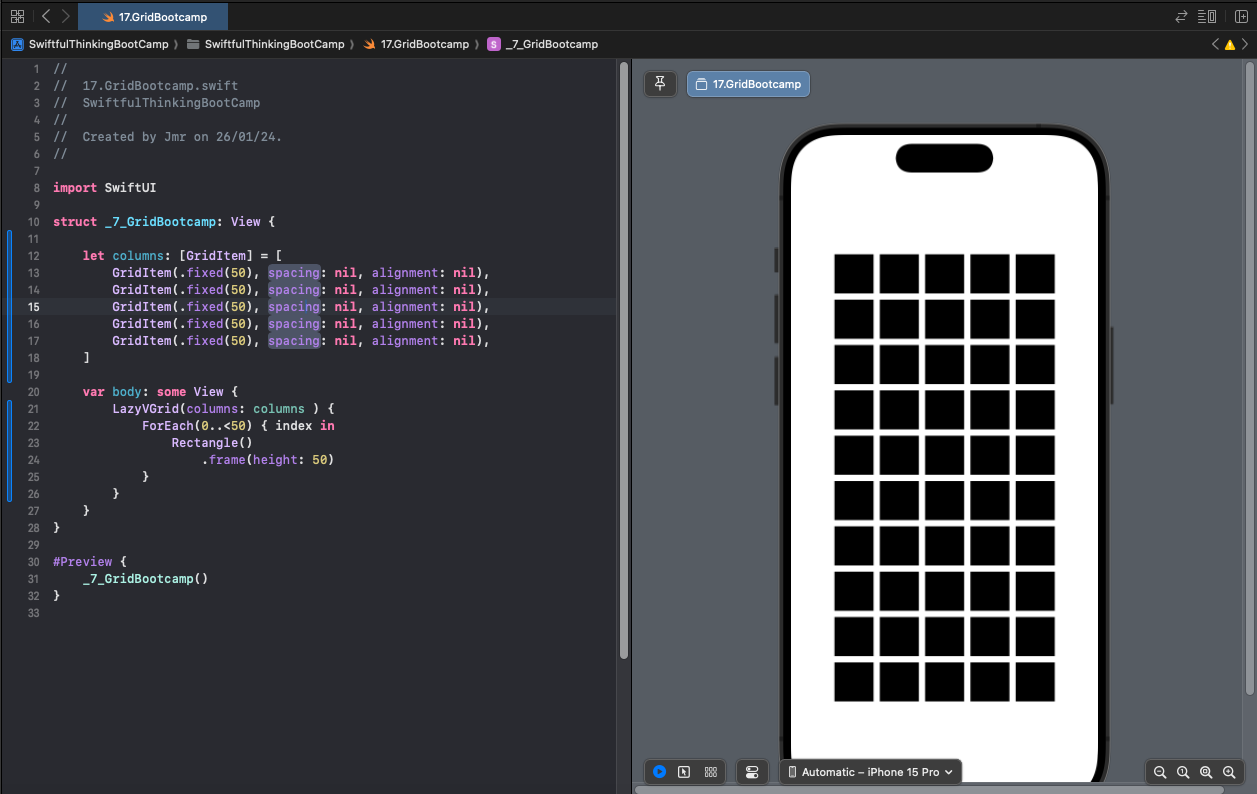 17.GridBootcamp
SwiftfulThinkingBootCamp 〉 SwiftfulThinkingBootCamp 〉 17.GridBootcamp 〉 S _7_GridBootcamp
1 //
2 //  17.GridBootcamp.swift
3 //  SwiftfulThinkingBootCamp
4 //
5 //  Created by Jmr on 26/01/24.
6 //
7
8 import SwiftUI
9
10 struct _7_GridBootcamp: View {
11
12     let columns: [GridItem] = [
13         GridItem(.fixed(50), spacing: nil, alignment: nil),
14         GridItem(.fixed(50), spacing: nil, alignment: nil),
15         GridItem(.fixed(50), spacing: nil, alignment: nil),
16         GridItem(.fixed(50), spacing: nil, alignment: nil),
17         GridItem(.fixed(50), spacing: nil, alignment: nil),
18     ]
19
20     var body: some View {
21         LazyVGrid(columns: columns ) {
22             ForEach(0..<50) { index in
23                 Rectangle()
24                     .frame(height: 50)
25             }
26         }
27     }
28 }
29
30 #Preview {
31     _7_GridBootcamp()
32 }
33
17.GridBootcamp
Automatic – iPhone 15 Pro